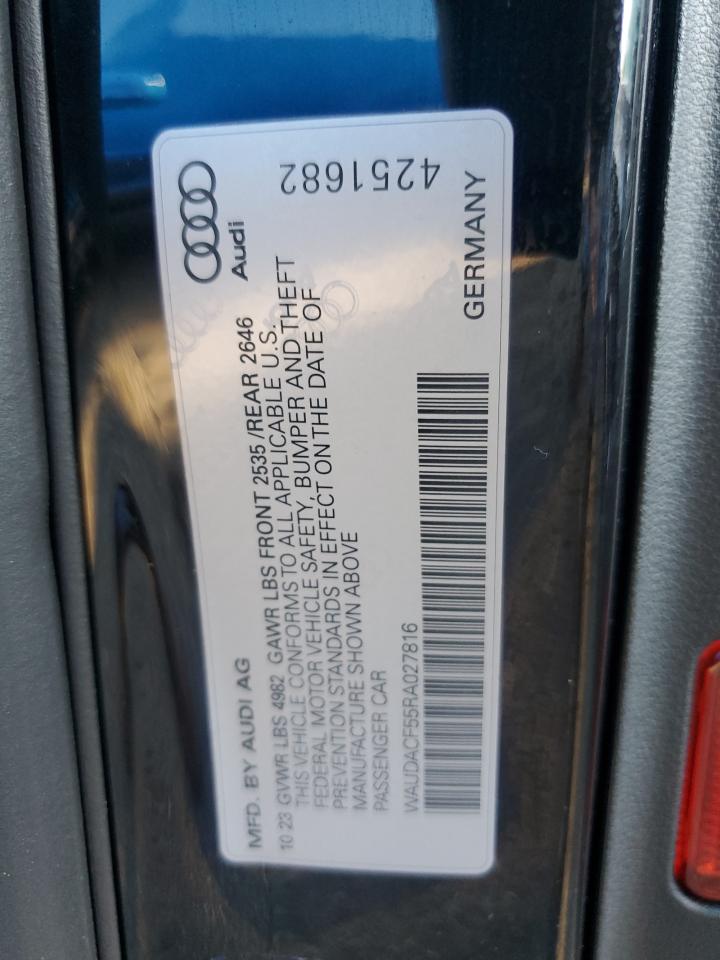 Audi
4251682
MFD. BY AUDI AG
10 23 GVWR LBS 4982 GAWR LBS FRONT 2535/REAR 2646
THIS VEHICLE CONFORMS TO ALL APPLICABLE U.S.
FEDERAL MOTOR VEHICLE SAFETY, BUMPER AND THEFT
PREVENTION STANDARDS IN EFFECT ON THE DATE OF
MANUFACTURE SHOWN ABOVE
PASSENGER CAR
WAUDACF55RA027816
GERMANY